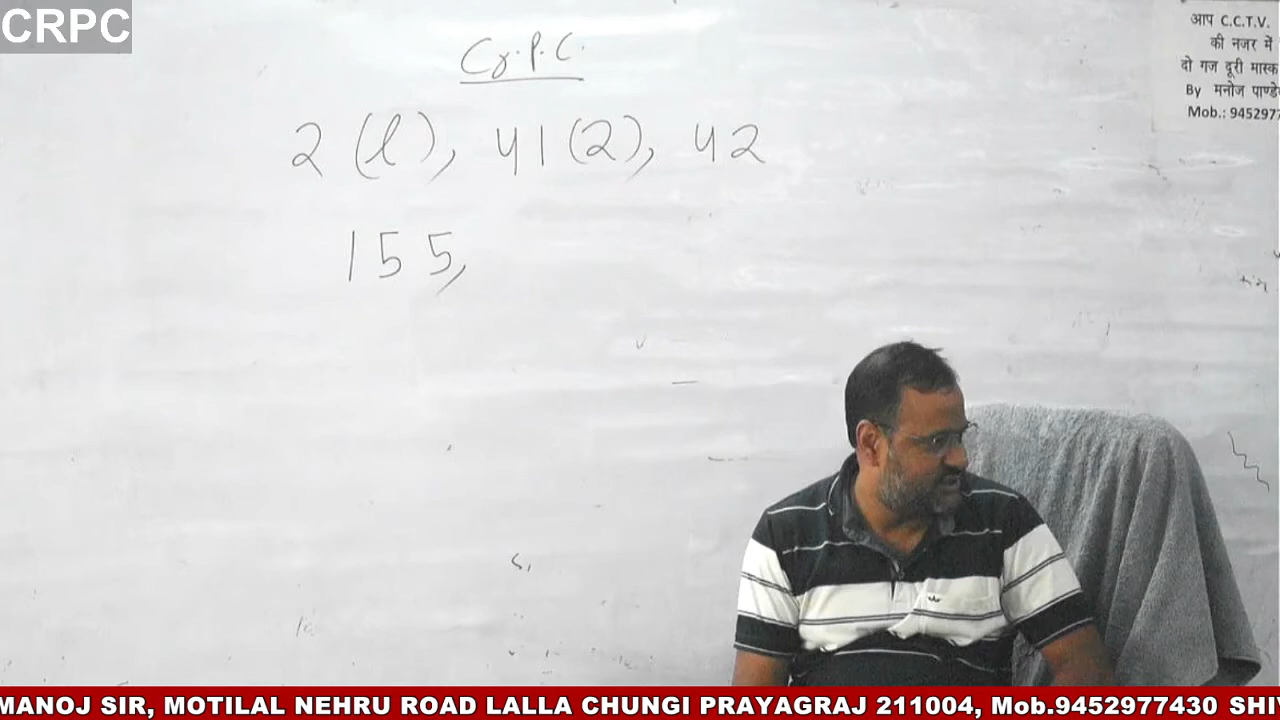 CRPC
Cr.P.C.
2 (l), 41(2), 42
155,
आप C.C.T.V.
की नजर में
दो गज दूरी मास्क
By मनोज पाण्डे
Mob.: 9452977
MANOJ SIR, MOTILAL NEHRU ROAD LALLA CHUNGI PRAYAGRAJ 211004, Mob.9452977430 SHI